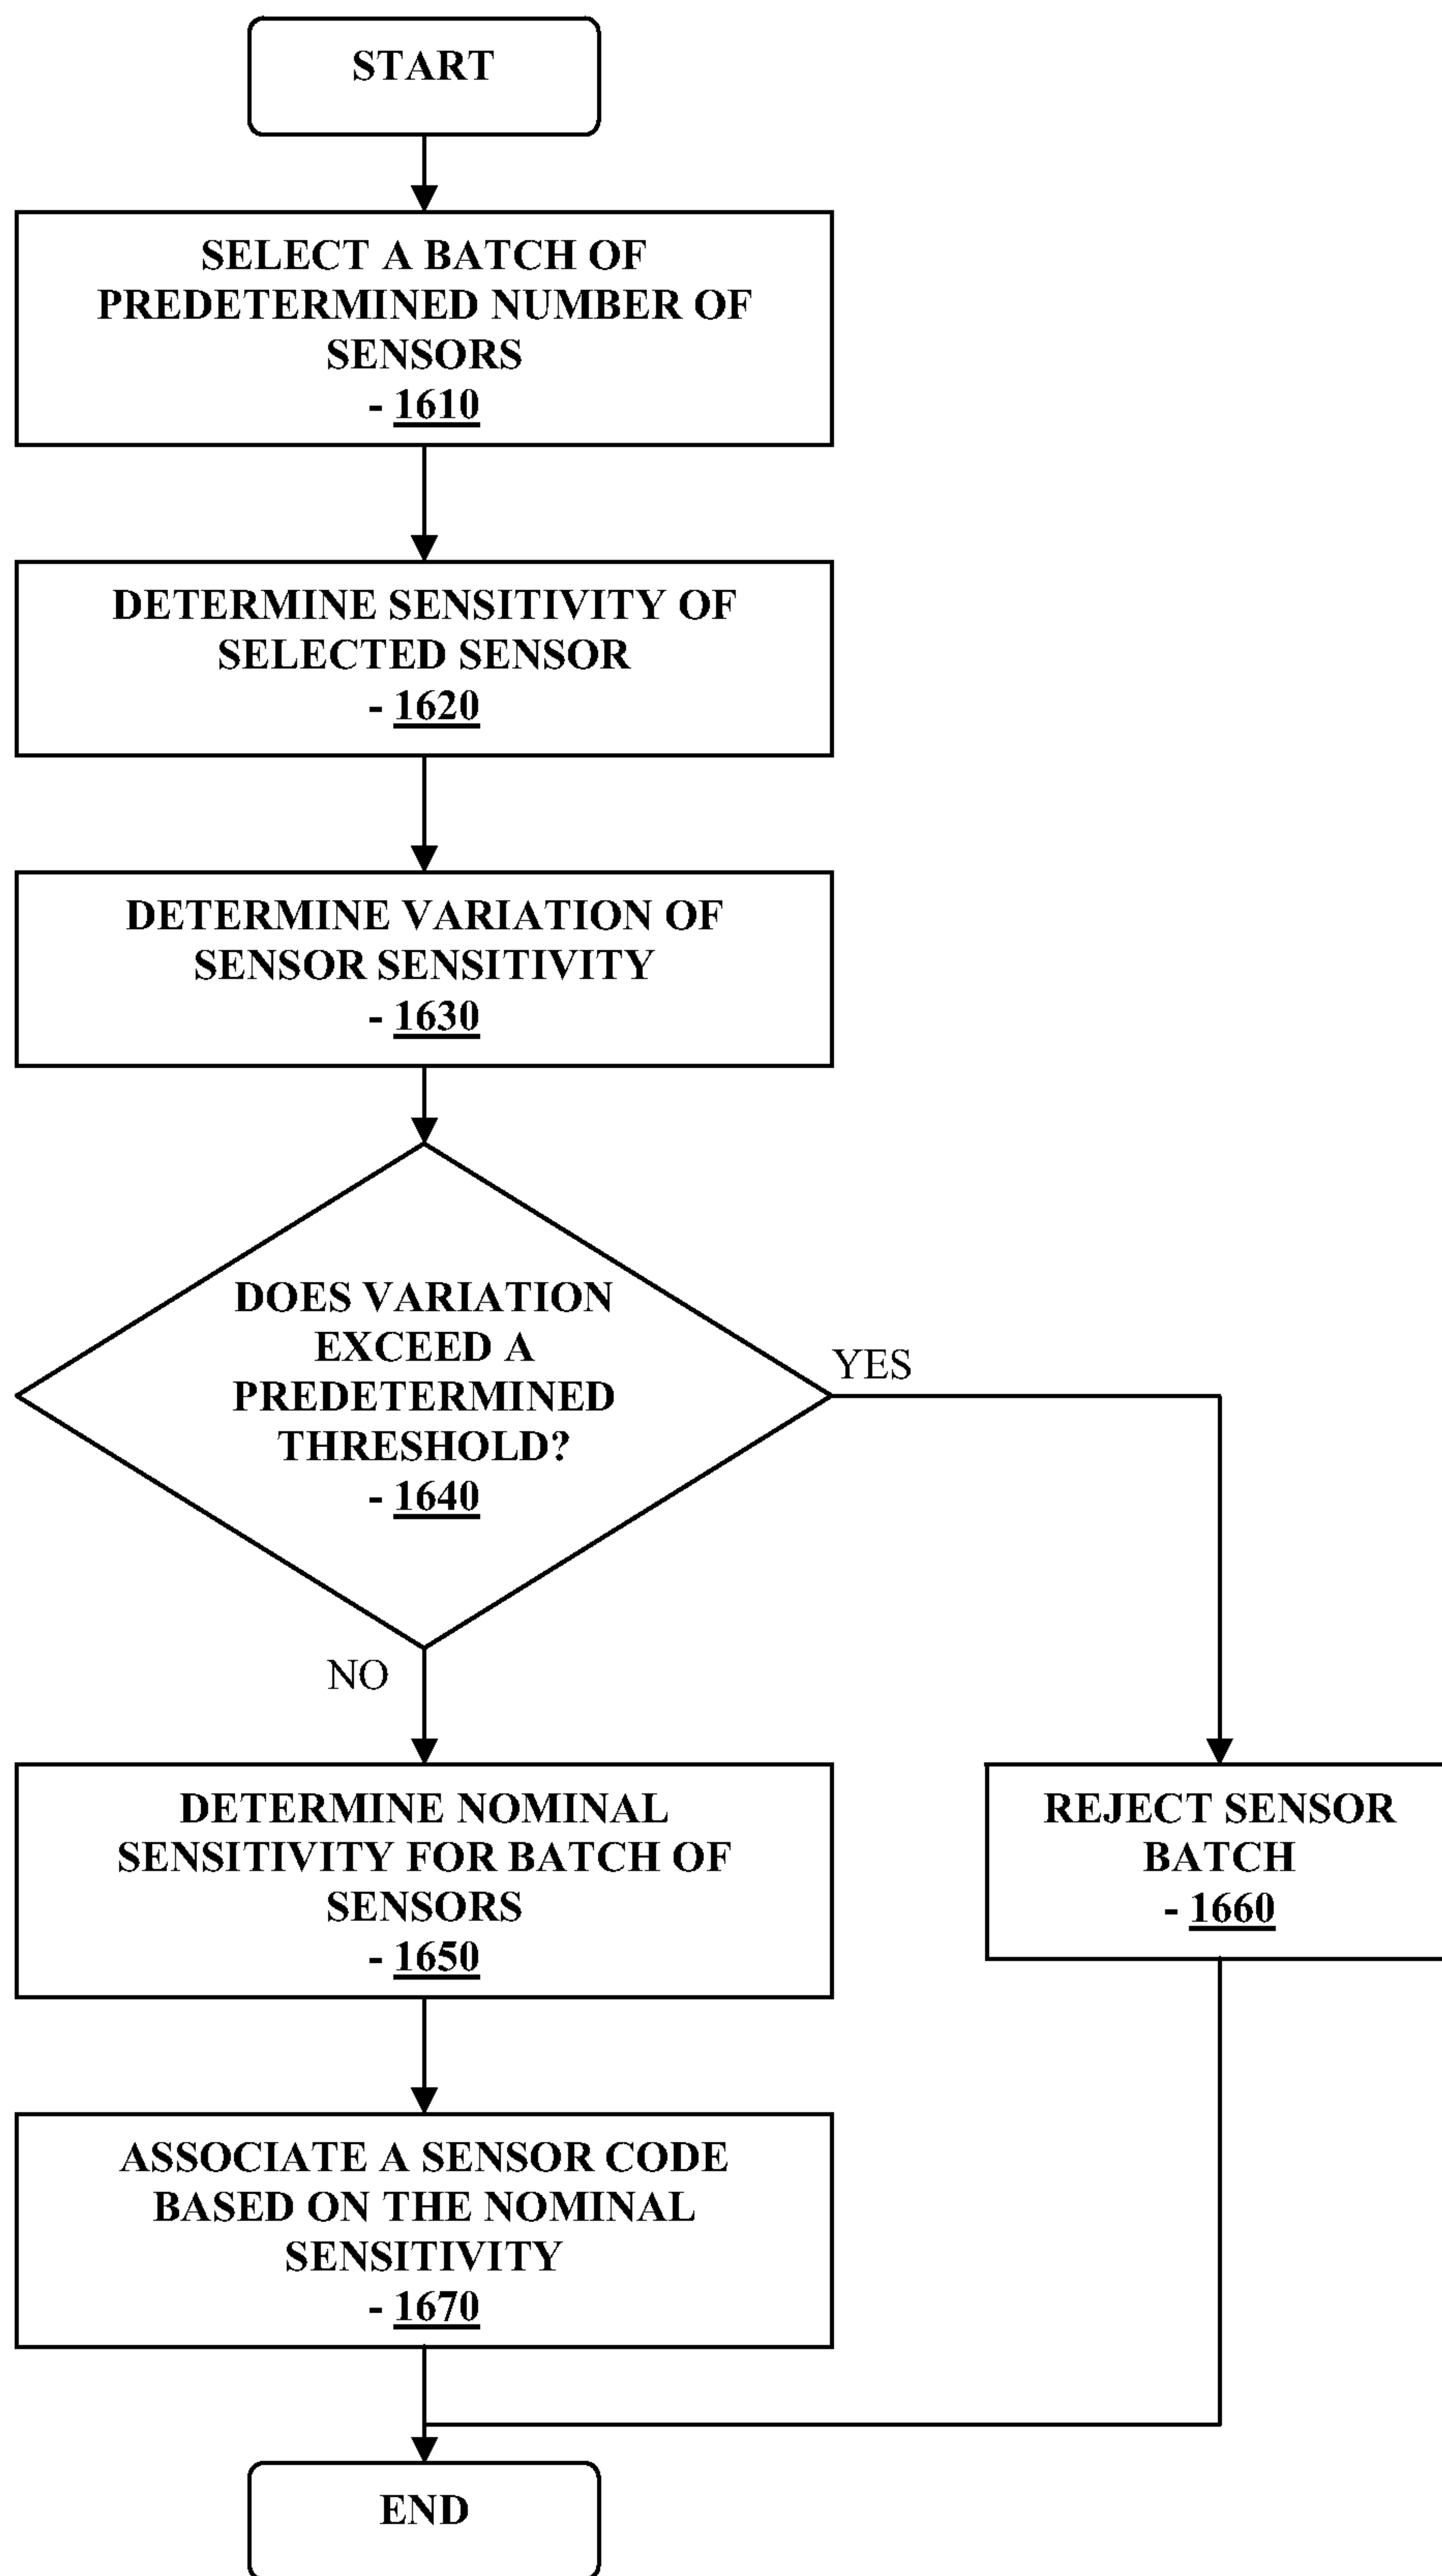 START
SELECT A BATCH OF
PREDETERMINED NUMBER OF
SENSORS
- 1610
DETERMINE SENSITIVITY OF
SELECTED SENSOR
- 1620
DETERMINE VARIATION OF
SENSOR SENSITIVITY
- 1630
DOES VARIATION
EXCEED A
PREDETERMINED
THRESHOLD?
- 1640
YES
NO
DETERMINE NOMINAL
SENSITIVITY FOR BATCH OF
SENSORS
- 1650
REJECT SENSOR
BATCH
- 1660
ASSOCIATE A SENSOR CODE
BASED ON THE NOMINAL
SENSITIVITY
- 1670
END